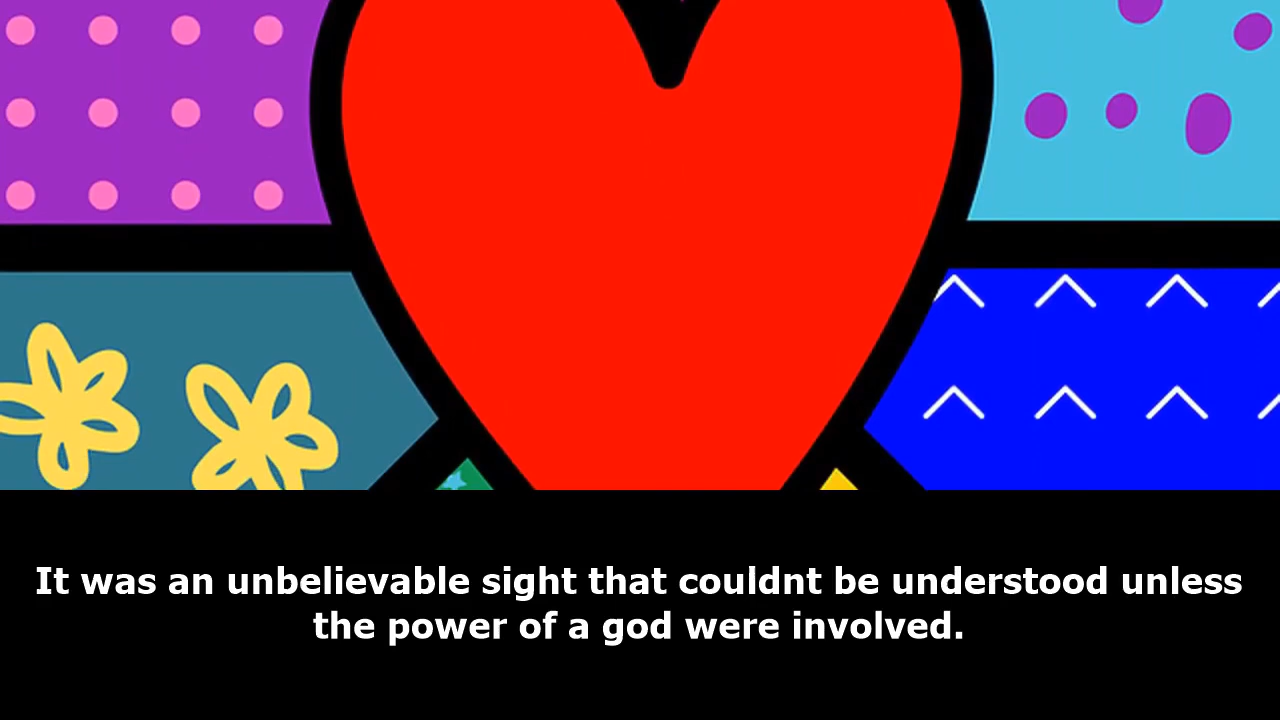 It was an unbelievable sight that couldnt be understood unless
the power of a god were involved.